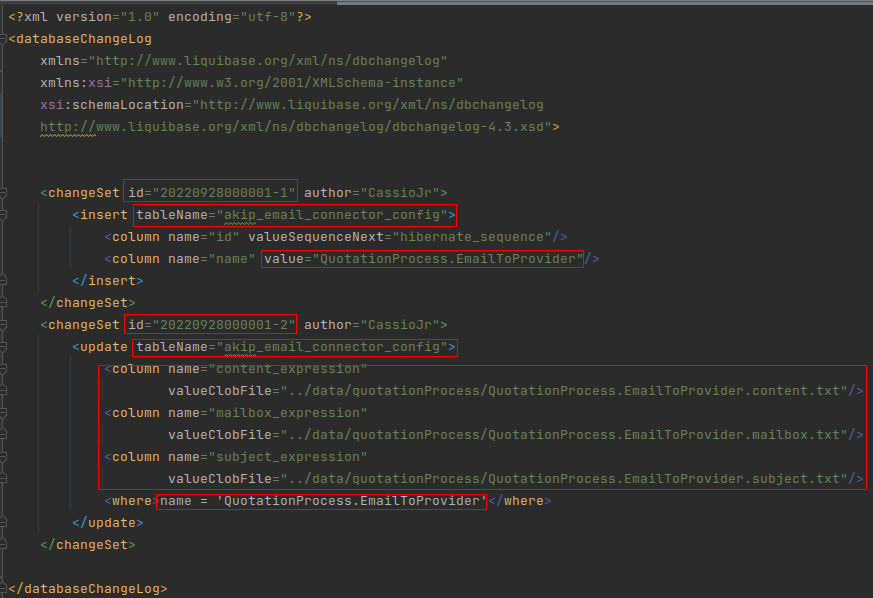 <?xml version="1.0" encoding="utf-8"?>
<databaseChangeLog
xmlns="http://www.liquibase.org/xml/ns/dbchangelog"
xmlns:xsi="http://www.w3.org/2001/XMLSchema-instance"
xsi:schemaLocation="http://www.liquibase.org/xml/ns/dbchangelog
http://www.liquibase.org/xml/ns/dbchangelog/dbchangelog-4.3.xsd">
<changeSet id="20220928000001-1" author="CassioJr">
<insert tableName="akip_email_connector_config">
<column name="id" valueSequenceNext="hibernate_sequence"/>
<column name="name" value="QuotationProcess.EmailToProvider"/>
</insert>
</changeSet>
<changeSet id="20220928000001-2" author="CassioJr">
<update tableName="akip_email_connector_config">
<column name="content_expression"
valueClobFile="../data/quotationProcess/QuotationProcess.EmailToProvider.content.txt"/>
<column name="mailbox_expression"
valueClobFile="../data/quotationProcess/QuotationProcess.EmailToProvider.mailbox.txt"/>
<column name="subject_expression"
valueClobFile="../data/quotationProcess/QuotationProcess.EmailToProvider.subject.txt"/>
<where>name = 'QuotationProcess.EmailToProvider'</where>
</update>
</changeSet>
</databaseChangeLog>